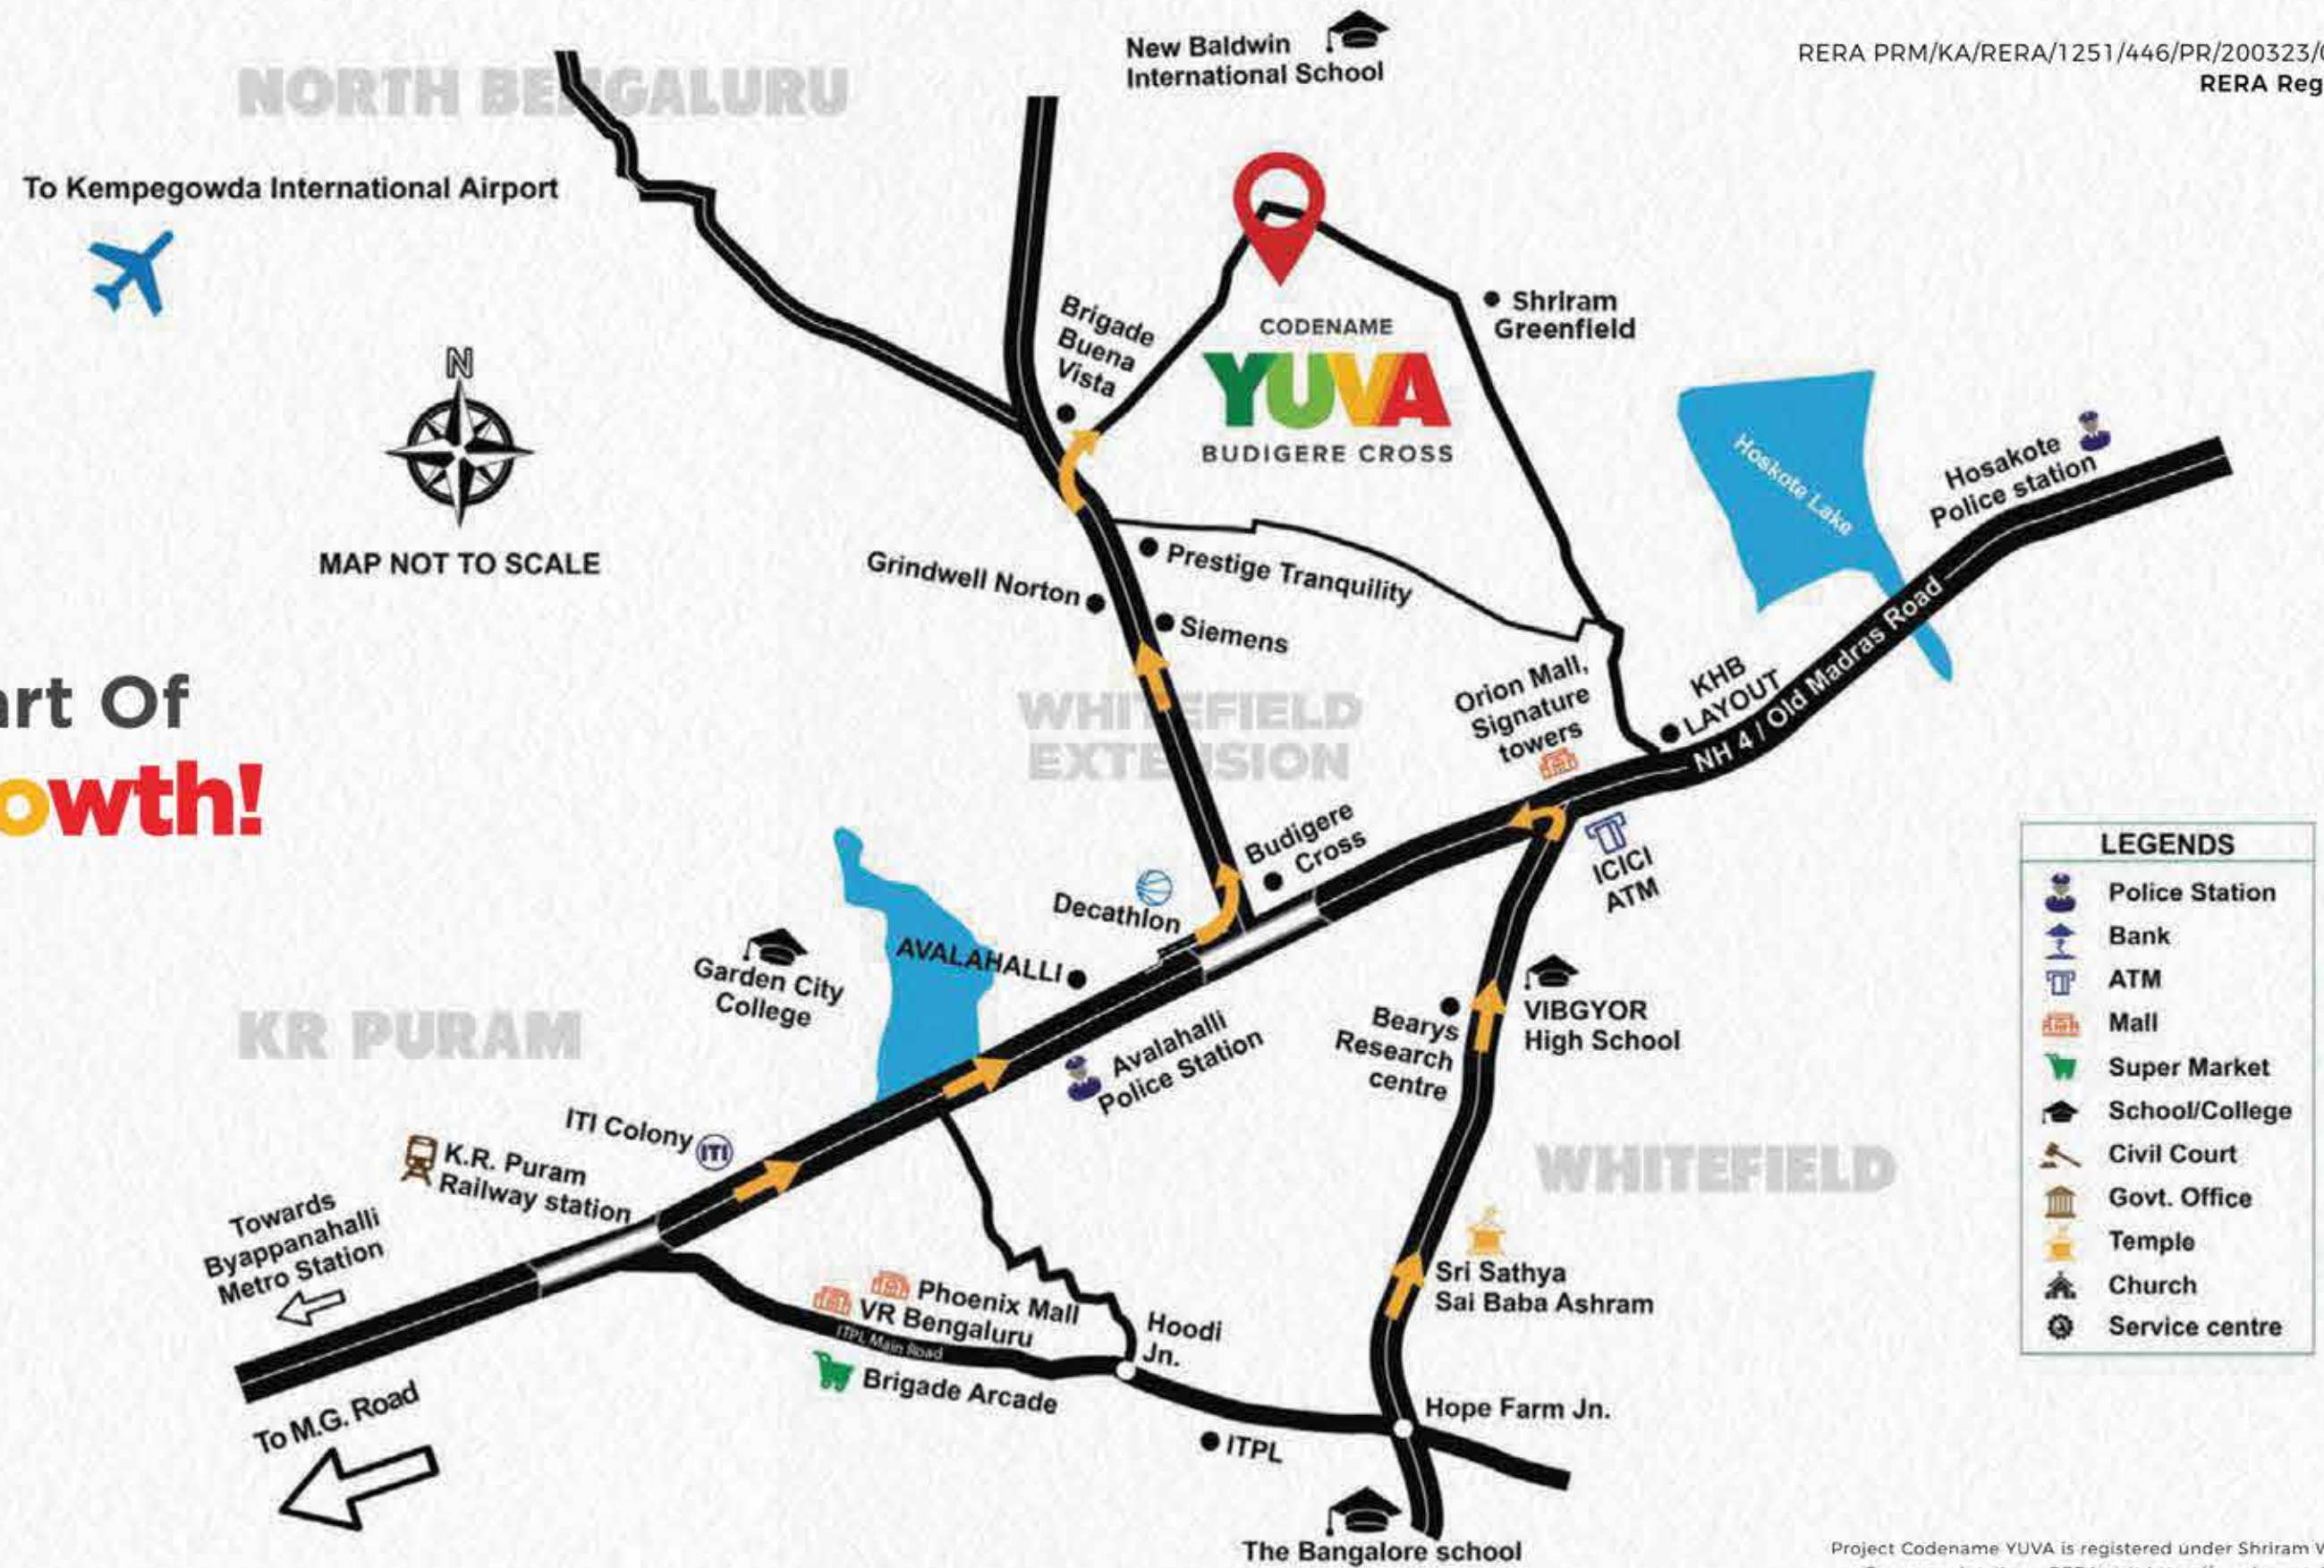 New Baldwin
International School
RERA PRM/KA/RERA/1251/446/PR/200323/
RERA Reg
NORTH BENGALURU
To Kempegowda International Airport
N
MAP NOT TO SCALE
Brigade
Buena
Vista
CODENAME
YUVA
BUDIGERE CROSS
Shriram
Greenfield
Hoskote Lake
Hosakote
Police station
Grindwell Norton
Prestige Tranquility
Siemens
art Of
owth!
WHITEFIELD
EXTENSION
Orion Mall,
Signature
towers
KHB
LAYOUT
NH 4 / Old Madras Road
Budigere
Cross
ICICI
ATM
Decathlon
AVALAHALLI
Garden City
College
KR PURAM
Avalahalli
Police Station
Bearys
Research
centre
VIBGYOR
High School
WHITEFIELD
ITI Colony
ITI
K.R. Puram
Railway station
Towards
Byappanahalli
Metro Station
Phoenix Mall
VR Bengaluru
ITPL Main Road
Brigade Arcade
Hoodi
Jn.
Sri Sathya
Sai Baba Ashram
To M.G. Road
Hope Farm Jn.
ITPL
The Bangalore school
LEGENDS
Police Station
Bank
ATM
Mall
Super Market
School/College
Civil Court
Govt. Office
Temple
Church
Service centre
Project Codename YUVA is registered under Shriram